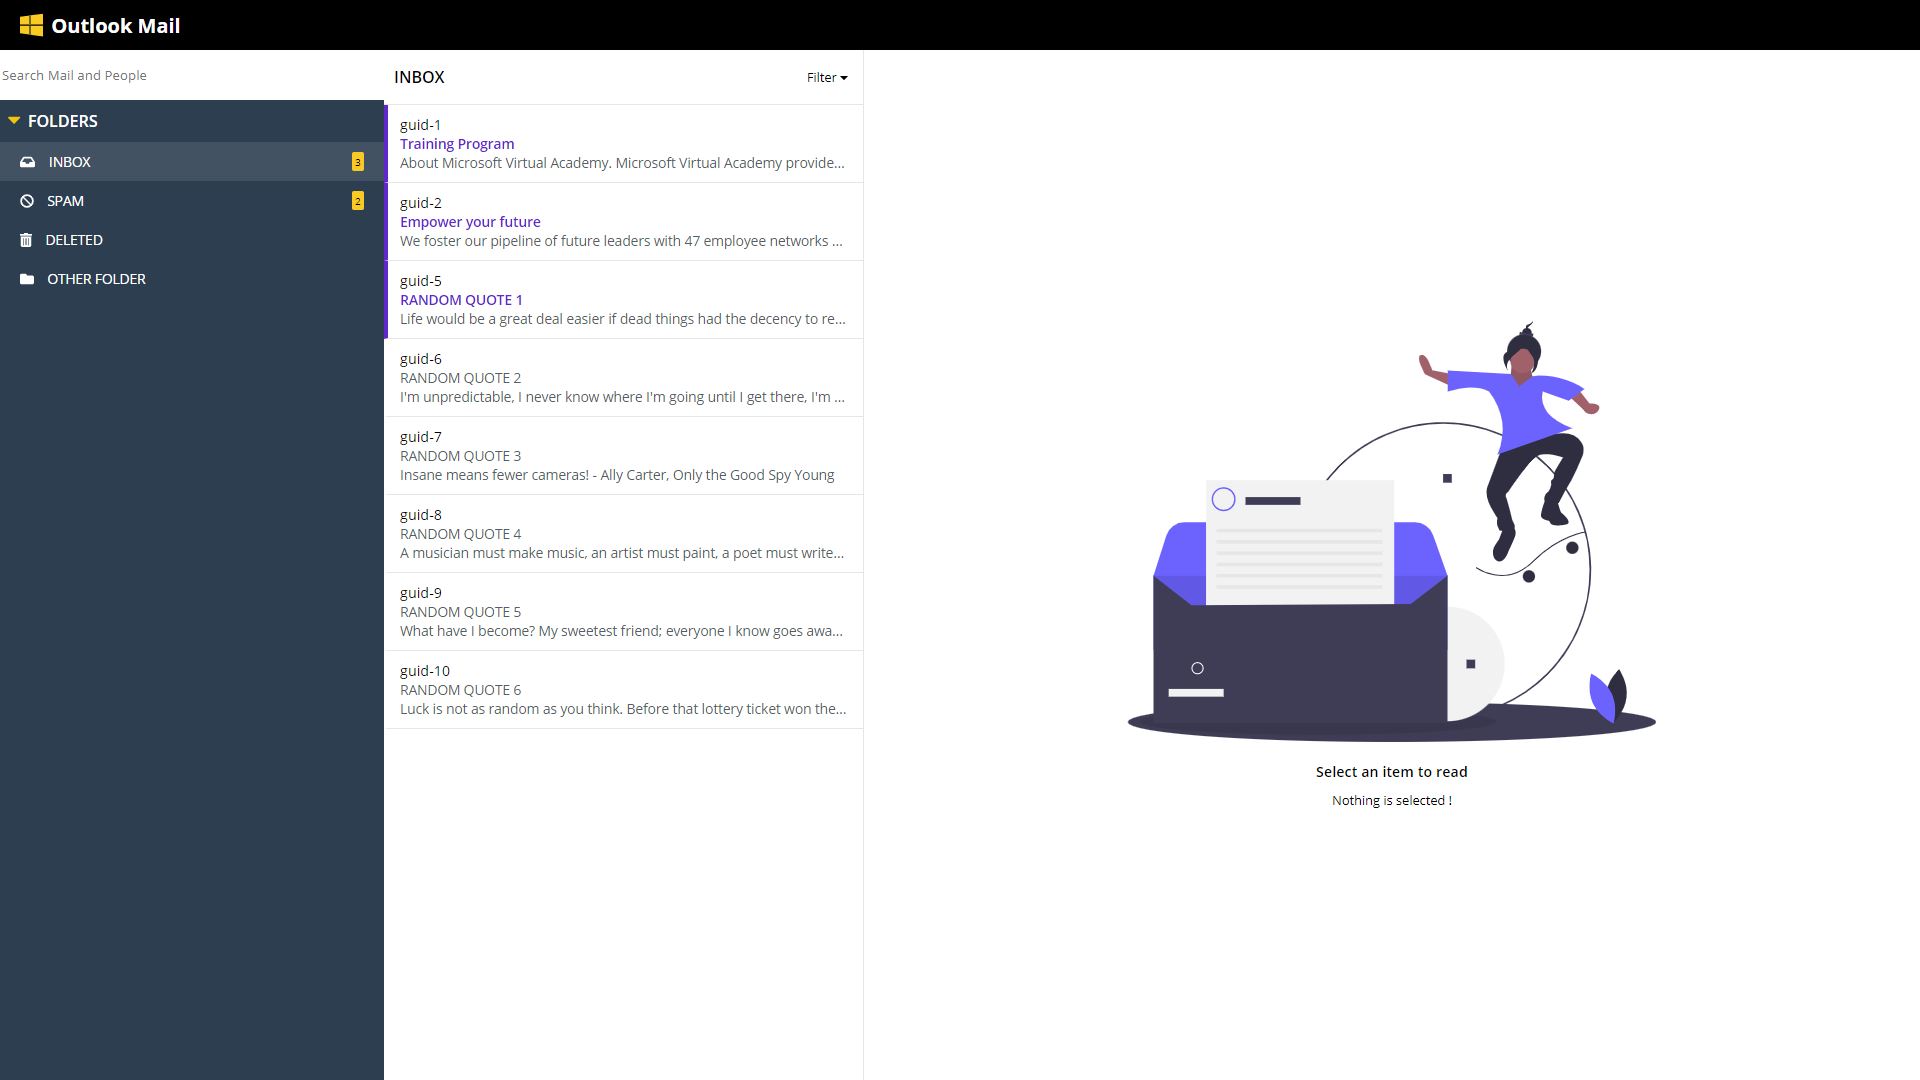 Outlook Mail
Search Mail and People
FOLDERS
INBOX 3
SPAM 2
DELETED
OTHER FOLDER
INBOX Filter
guid-1
Training Program
About Microsoft Virtual Academy. Microsoft Virtual Academy provide...
guid-2
Empower your future
We foster our pipeline of future leaders with 47 employee networks ...
guid-5
RANDOM QUOTE 1
Life would be a great deal easier if dead things had the decency to re...
guid-6
RANDOM QUOTE 2
I'm unpredictable, I never know where I'm going until I get there, I'm ...
guid-7
RANDOM QUOTE 3
Insane means fewer cameras! - Ally Carter, Only the Good Spy Young
guid-8
RANDOM QUOTE 4
A musician must make music, an artist must paint, a poet must write...
guid-9
RANDOM QUOTE 5
What have I become? My sweetest friend; everyone I know goes awa...
guid-10
RANDOM QUOTE 6
Luck is not as random as you think. Before that lottery ticket won the...
Select an item to read
Nothing is selected !